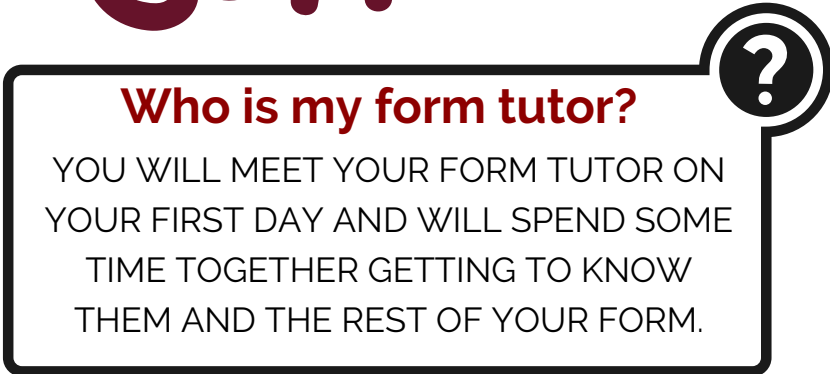 ?
Who is my form tutor?
YOU WILL MEET YOUR FORM TUTOR ON
YOUR FIRST DAY AND WILL SPEND SOME
TIME TOGETHER GETTING TO KNOW
THEM AND THE REST OF YOUR FORM.